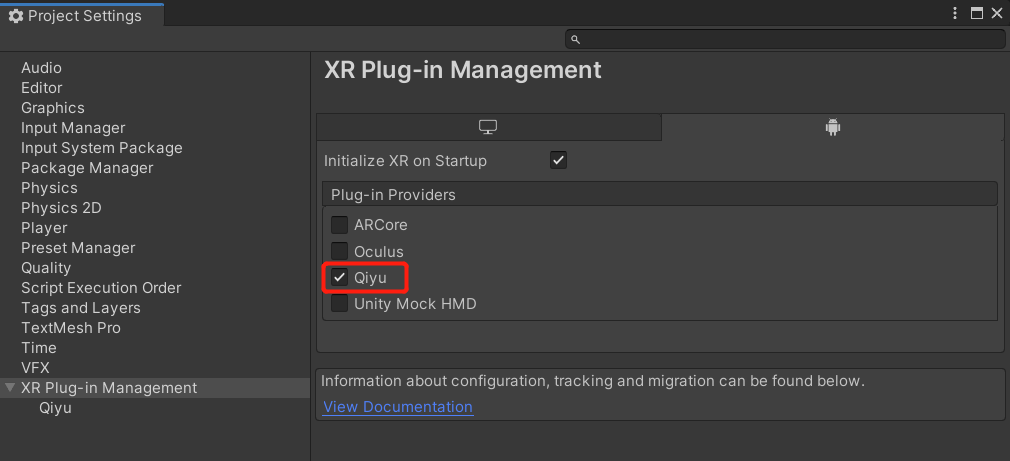 Project Settings
Audio
Editor
Graphics
Input Manager
Input System Package
Package Manager
Physics
Physics 2D
Player
Preset Manager
Quality
Script Execution Order
Tags and Layers
TextMesh Pro
Time
VFX
XR Plug-in Management
Qiyu
XR Plug-in Management
Initialize XR on Startup
Plug-in Providers
ARCore
Oculus
Qiyu
Unity Mock HMD
Information about configuration, tracking and migration can be found below.
View Documentation